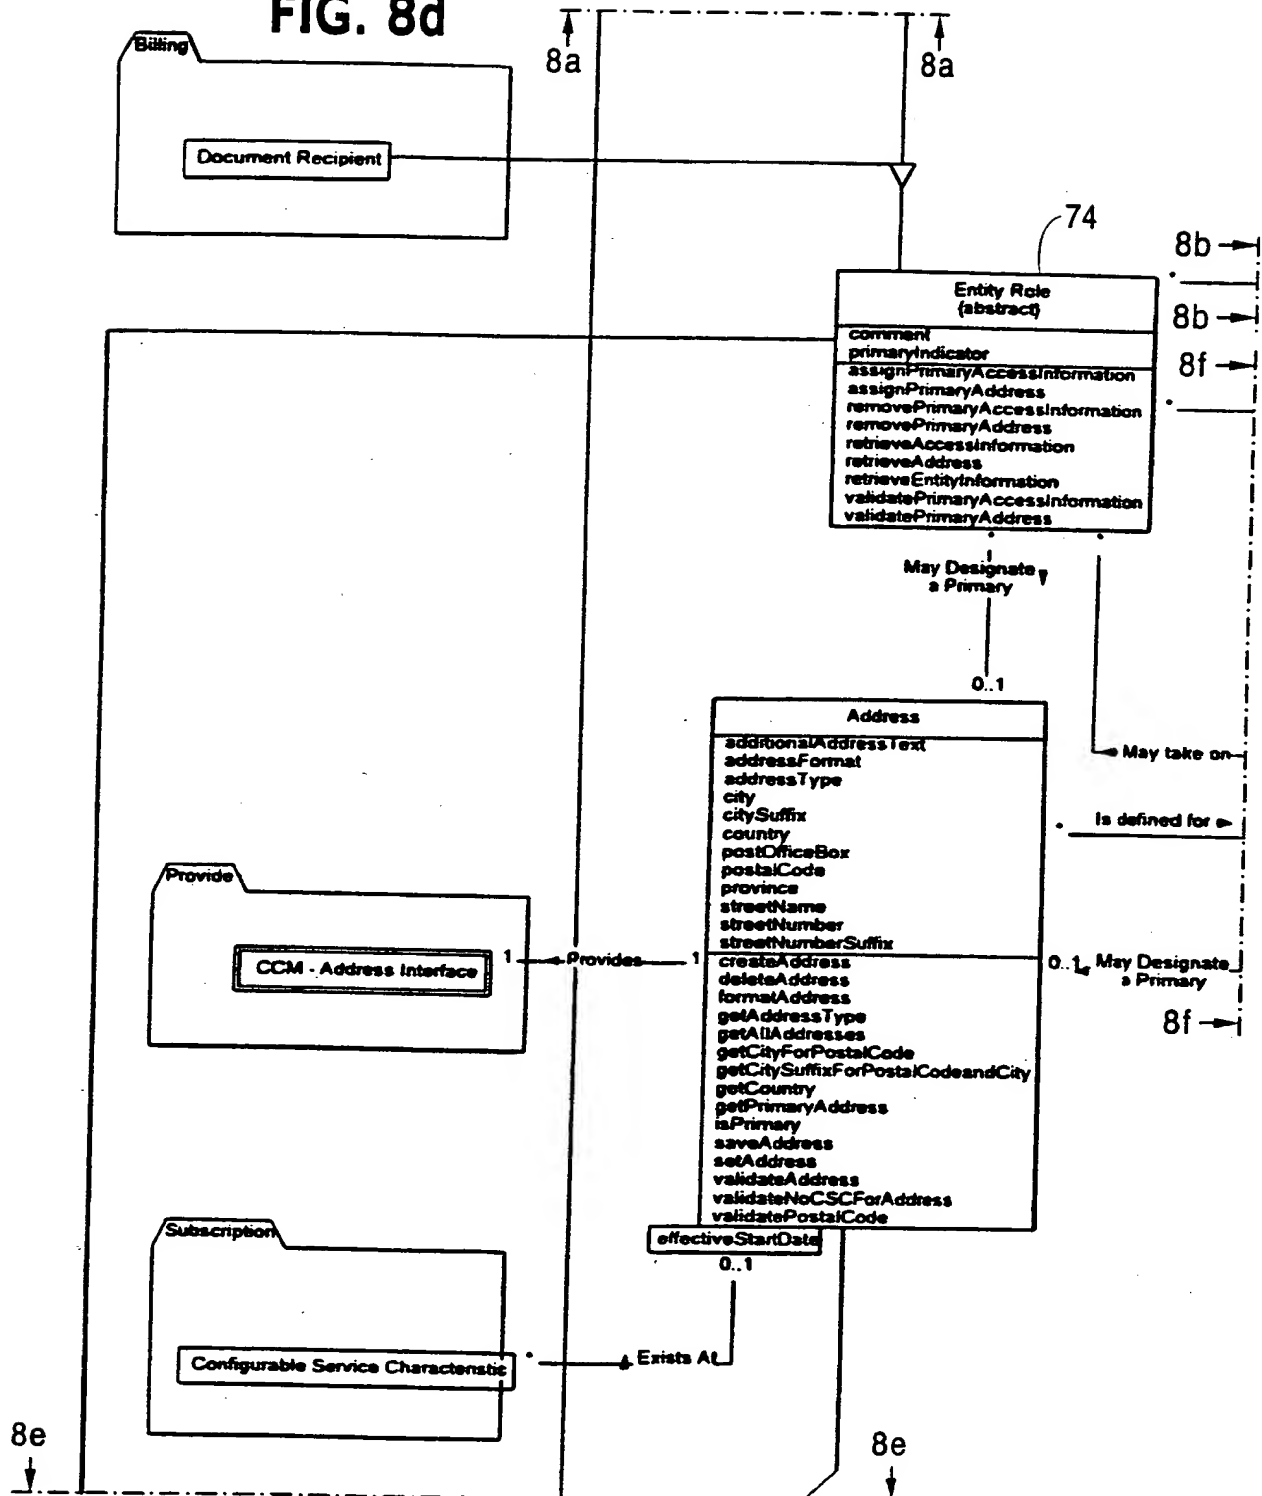 FIG. 8d
8a
8a
Billing
Document Recipient
74
8b
8b
8f
Entity Role
{abstract}
comment
primaryIndicator
assignPrimaryAccessInformation
assignPrimaryAddress
removePrimaryAccessInformation
removePrimaryAddress
retrieveAccessInformation
retrieveAddress
retrieveEntityInformation
validatePrimaryAccessInformation
validatePrimaryAddress
*
*
*
*
May Designate
a Primary
0..1
Address
additionalAddressText
addressFormat
addressType
city
citySuffix
country
postOfficeBox
postalCode
province
streetName
streetNumber
streetNumberSuffix
createAddress
deleteAddress
formatAddress
getAddressType
getAllAddresses
getCityForPostalCode
getCitySuffixForPostalCodeandCity
getCountry
getPrimaryAddress
isPrimary
saveAddress
setAddress
validateAddress
validateNoCSCForAddress
validatePostalCode
May take on
*
Is defined for
0..1
May Designate
a Primary
8f
Provide
CCM - Address Interface
1
Provides
1
effectiveStartDate
0..1
Subscription
Configurable Service Characteristic
*
Exists At
8e
8e